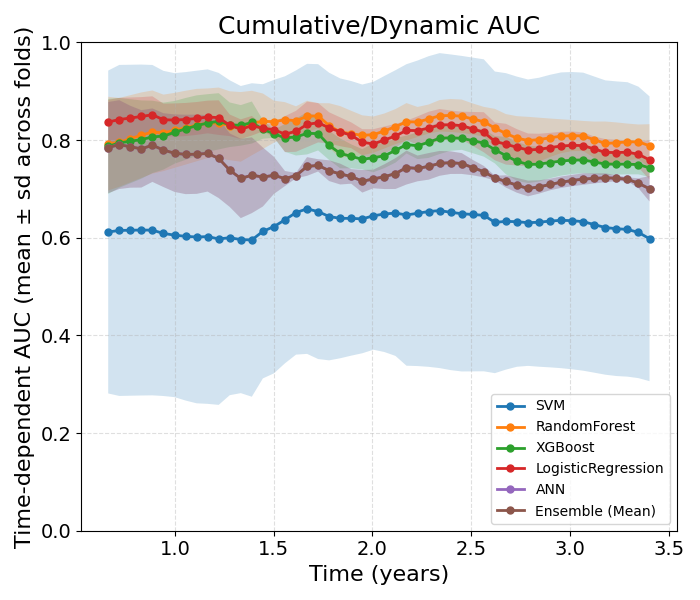 Cumulative/Dynamic AUC
Time-dependent AUC (mean ± sd across folds)
1.0
0.8
0.6
0.4
0.2
0.0
SVM
RandomForest
XGBoost
LogisticRegression
ANN
Ensemble (Mean)
1.0 1.5 2.0 2.5 3.0 3.5
Time (years)